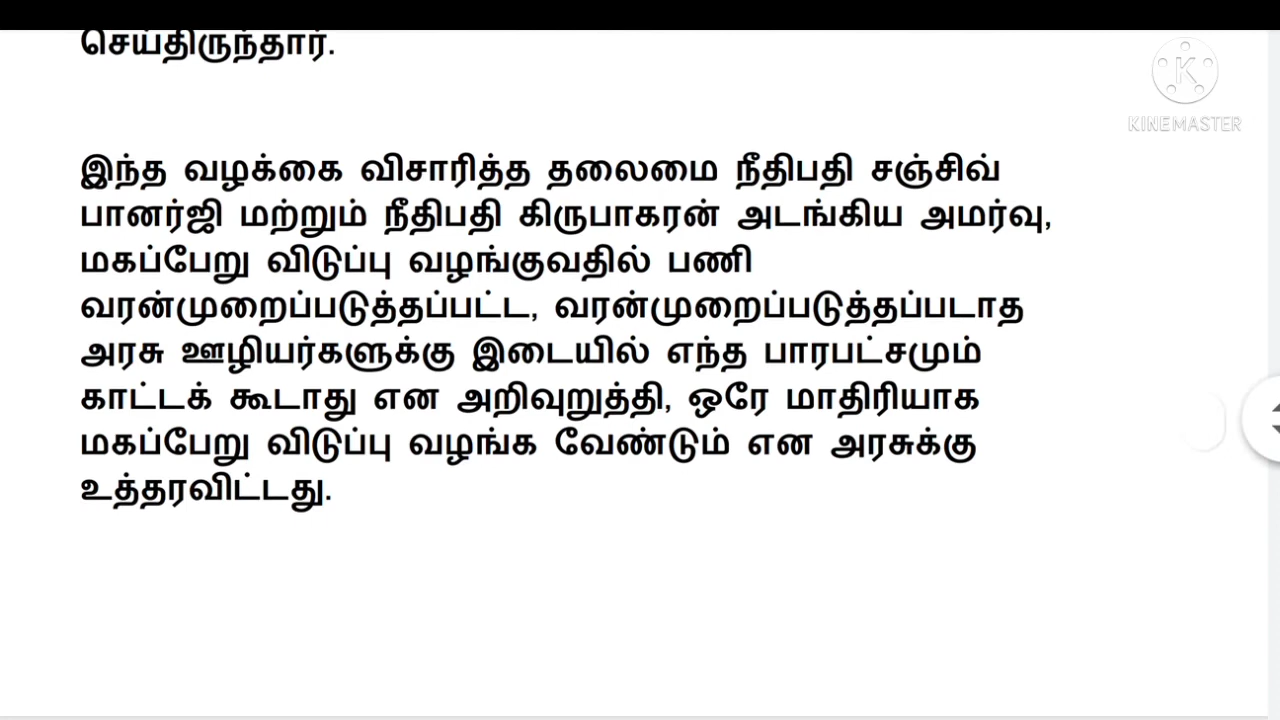 செய்திருந்தார்.
KINEMASTER
இந்த வழக்கை விசாரித்த தலைமை நீதிபதி சஞ்சிவ்
பானர்ஜி மற்றும் நீதிபதி கிருபாகரன் அடங்கிய அமர்வு,
மகப்பேறு விடுப்பு வழங்குவதில் பணி
வரன்முறைப்படுத்தப்பட்ட, வரன்முறைப்படுத்தப்படாத
அரசு ஊழியர்களுக்கு இடையில் எந்த பாரபட்சமும்
காட்டக் கூடாது என அறிவுறுத்தி, ஒரே மாதிரியாக
மகப்பேறு விடுப்பு வழங்க வேண்டும் என அரசுக்கு
உத்தரவிட்டது.